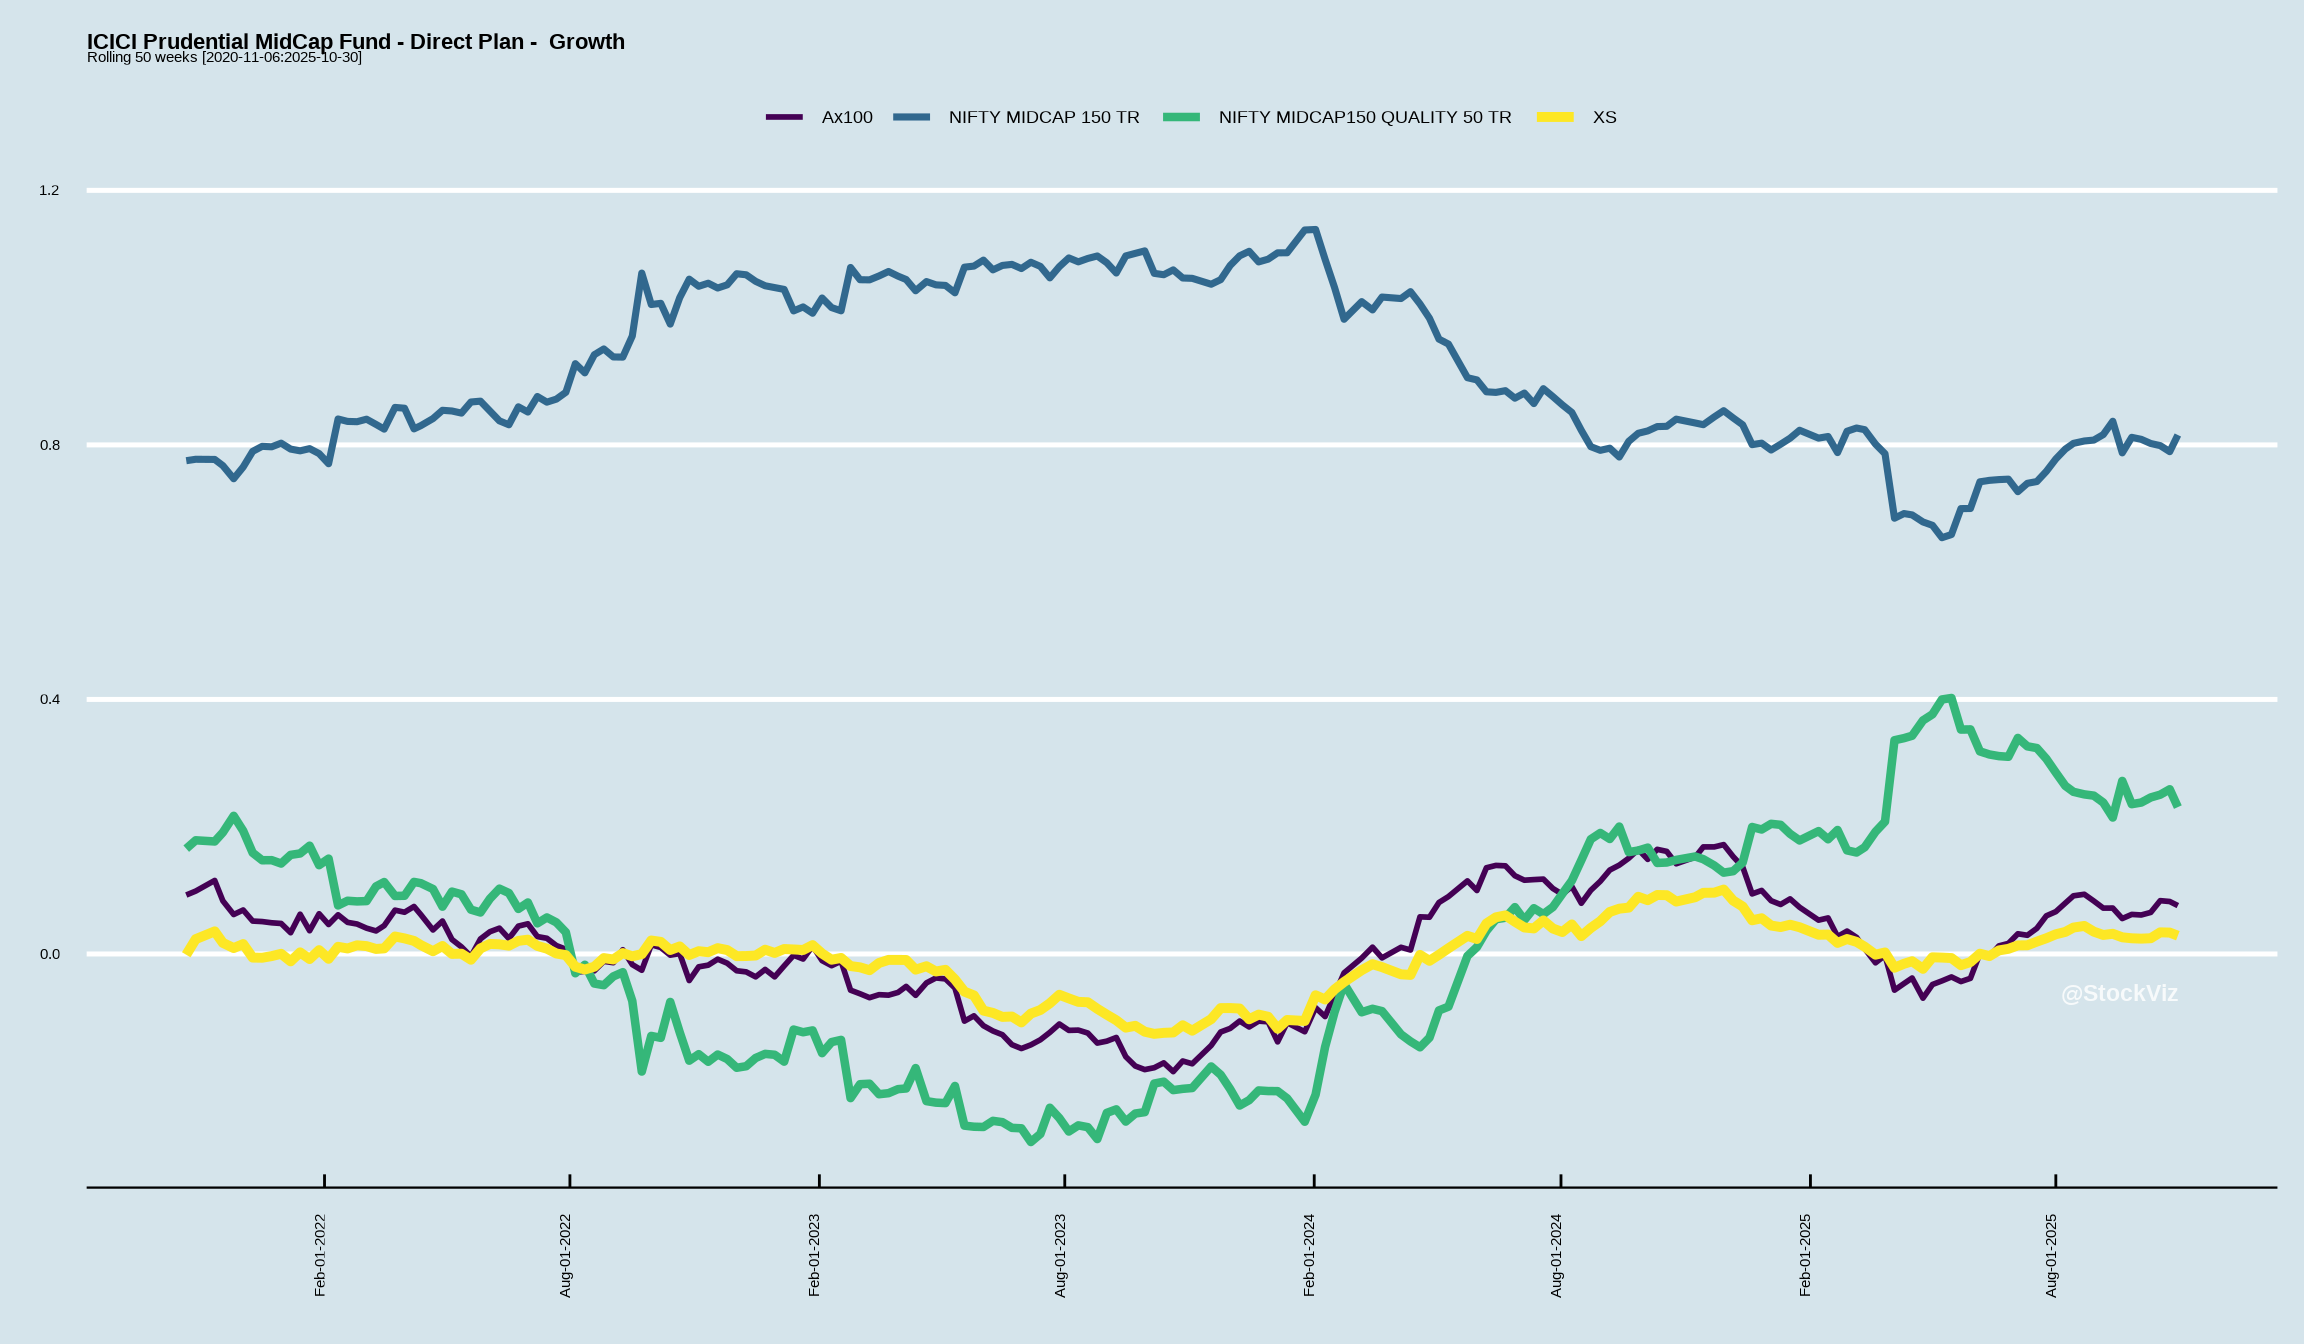 ICICI Prudential MidCap Fund - Direct Plan -  Growth
Rolling 50 weeks [2020-11-06:2025-10-30]
Ax100 NIFTY MIDCAP 150 TR NIFTY MIDCAP150 QUALITY 50 TR XS
1.2
0.8
0.4
0.0
@StockViz
Feb-01-2022 Aug-01-2022 Feb-01-2023 Aug-01-2023 Feb-01-2024 Aug-01-2024 Feb-01-2025 Aug-01-2025